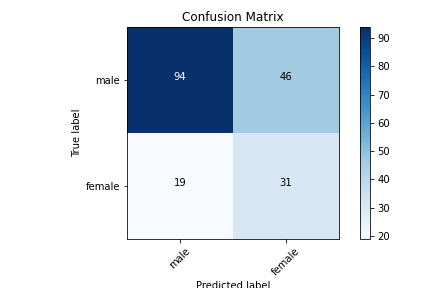 Confusion Matrix
True label
male
female
94
46
19
31
male
female
Predicted label
90
80
70
60
50
40
30
20